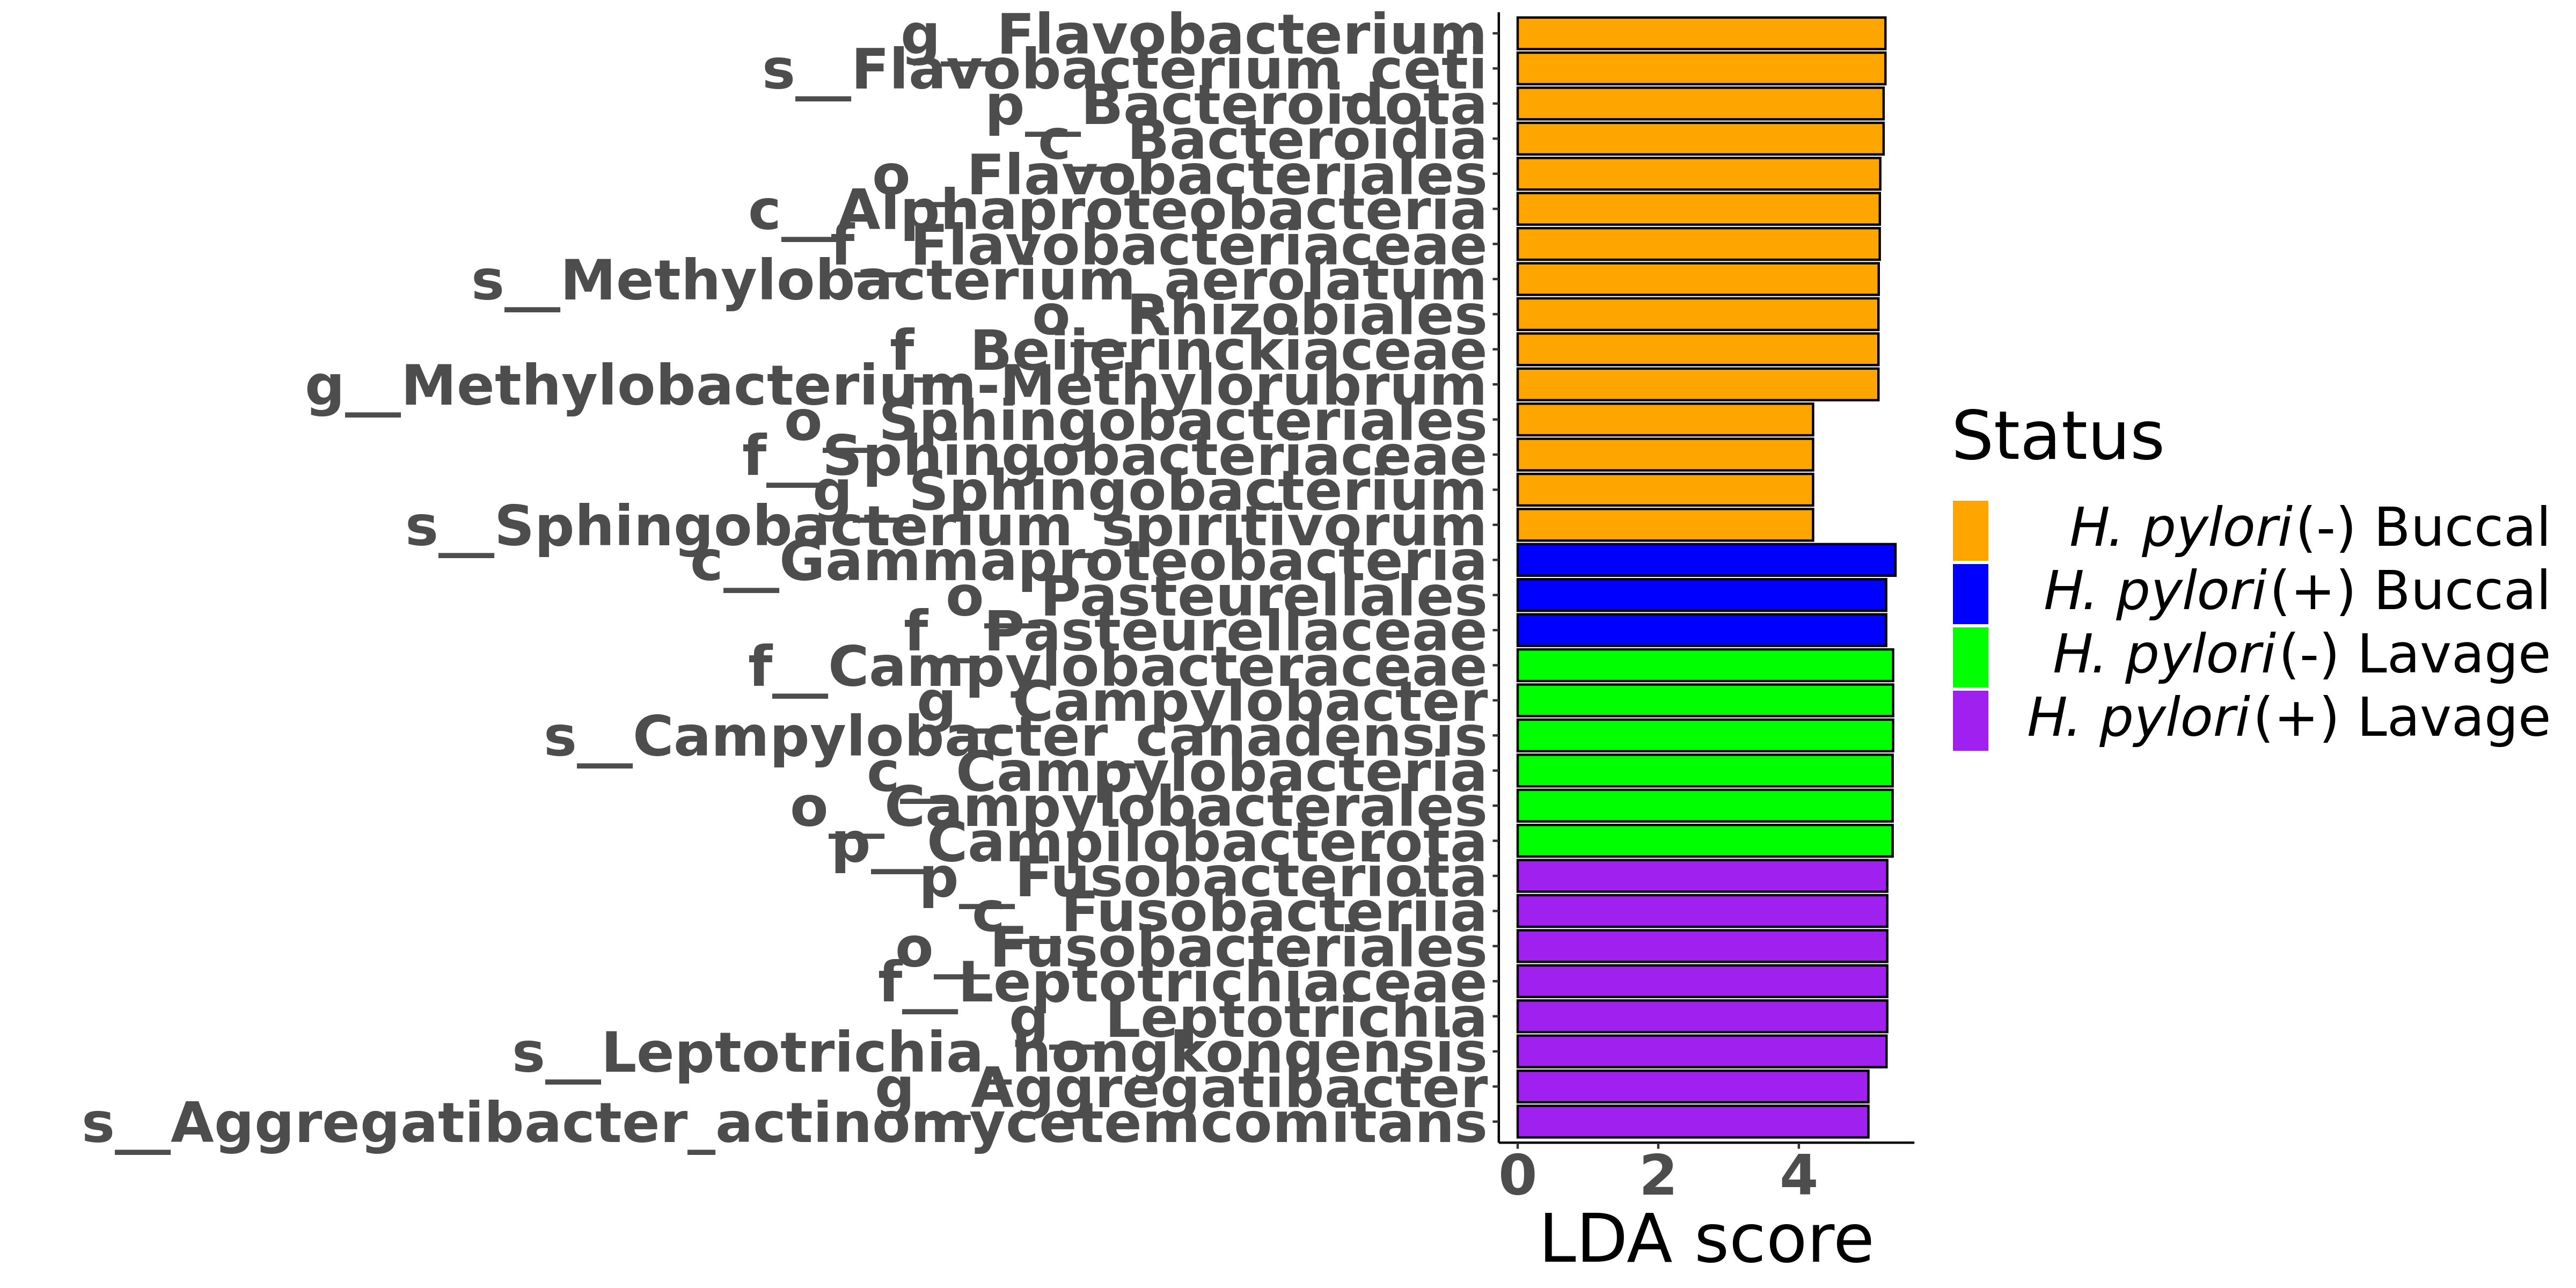 g__Flavobacterium
s__Flavobacterium_ceti
p__Bacteroidota
c__Bacteroidia
o__Flavobacteriales
c__Alphaproteobacteria
f__Flavobacteriaceae
s__Methylobacterium_aerolatum
o__Rhizobiales
f__Beijerinckiaceae
g__Methylobacterium-Methylorubrum
o__Sphingobacteriales
f__Sphingobacteriaceae
g__Sphingobacterium
s__Sphingobacterium_spiritivorum
c__Gammaproteobacteria
o__Pasteurellales
f__Pasteurellaceae
f__Campylobacteraceae
g__Campylobacter
s__Campylobacter_canadensis
c__Campylobacteria
o__Campylobacterales
p__Campilobacterota
p__Fusobacteriota
c__Fusobacteriia
o__Fusobacteriales
f__Leptotrichiaceae
g__Leptotrichia
s__Leptotrichia_hongkongensis
g__Aggregatibacter
s__Aggregatibacter_actinomycetemcomitans
0 2 4
LDA score
Status
H. pylori(-) Buccal
H. pylori(+) Buccal
H. pylori(-) Lavage
H. pylori(+) Lavage